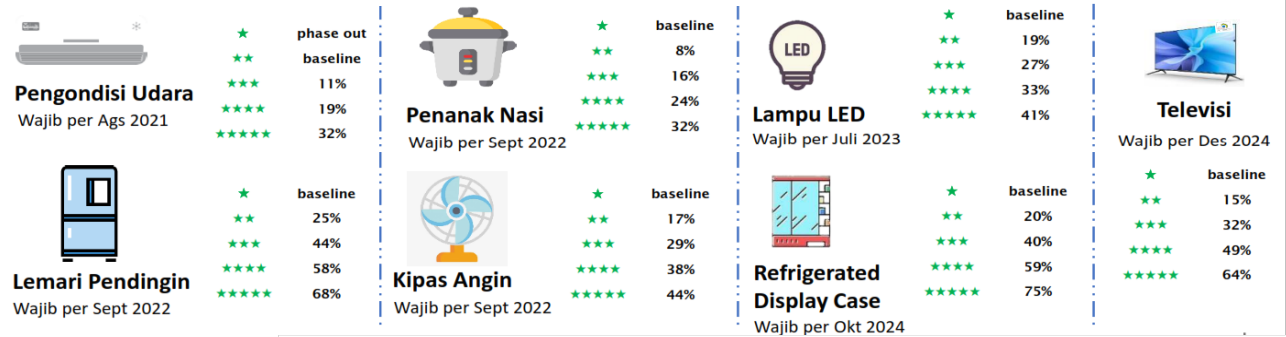 ★ phase out
★★ baseline
★★★ 11%
★★★★ 19%
★★★★★ 32%
Pengondisi Udara
Wajib per Ags 2021
★ baseline
★★ 25%
★★★ 44%
★★★★ 58%
★★★★★ 68%
Lemari Pendingin
Wajib per Sept 2022
★ baseline
★★ 8%
★★★ 16%
★★★★ 24%
★★★★★ 32%
Penanak Nasi
Wajib per Sept 2022
★ baseline
★★ 17%
★★★ 29%
★★★★ 38%
★★★★★ 44%
Kipas Angin
Wajib per Sept 2022
LED
★ baseline
★★ 19%
★★★ 27%
★★★★ 33%
★★★★★ 41%
Lampu LED
Wajib per Juli 2023
★ baseline
★★ 20%
★★★ 40%
★★★★ 59%
★★★★★ 75%
Refrigerated
Display Case
Wajib per Okt 2024
Televisi
Wajib per Des 2024
★ baseline
★★ 15%
★★★ 32%
★★★★ 49%
★★★★★ 64%